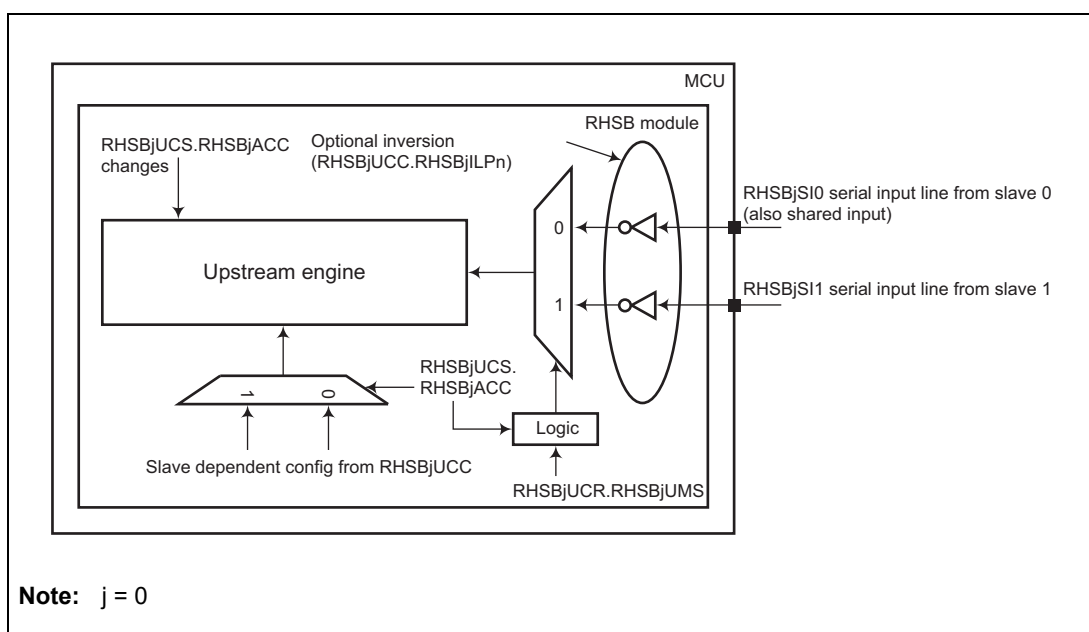 MCU
RHSB module
RHSBjUCS.RHSBjACC
changes
Optional inversion
(RHSBjUCC.RHSBjILPn)
RHSBjSI0 serial input line from slave 0
(also shared input)
0
Upstream engine
RHSBjSI1 serial input line from slave 1
1
RHSBjUCS.
RHSBjACC
1 0
Logic
Slave dependent config from RHSBjUCC
RHSBjUCR.RHSBjUMS
Note: j = 0